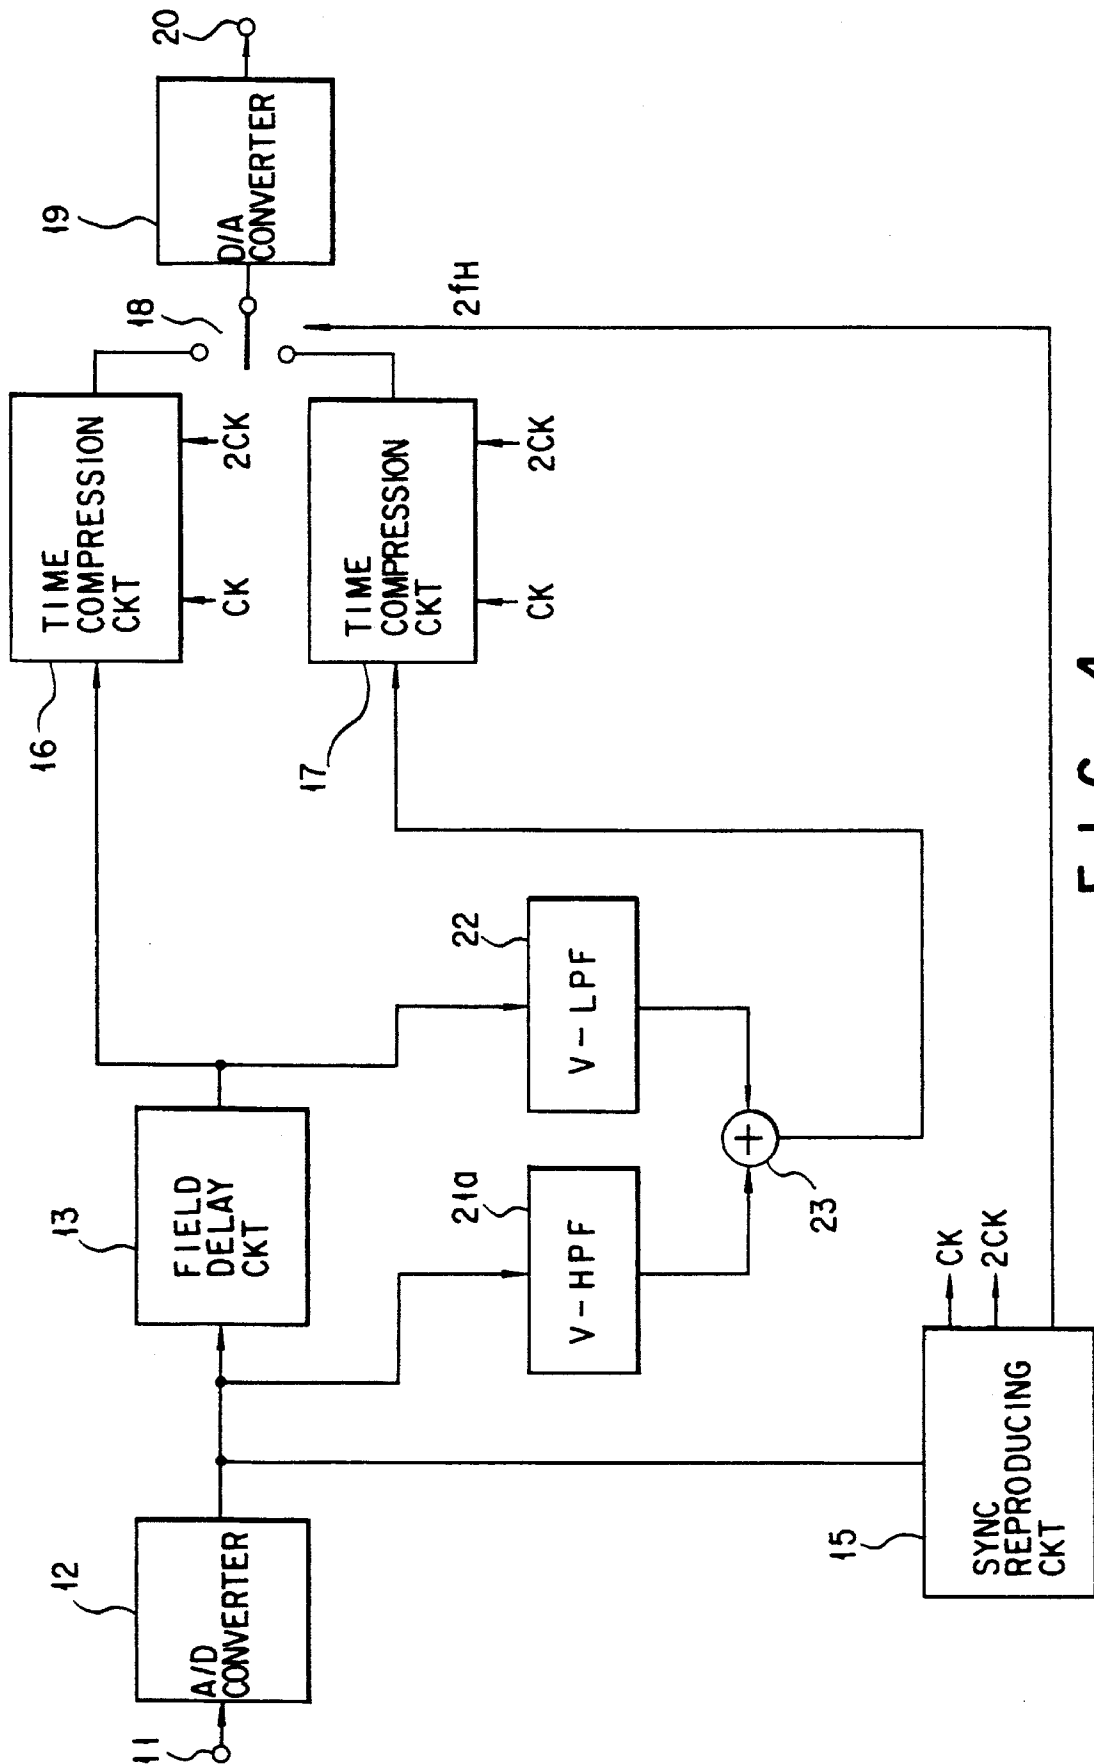 11
12
A/D
CONVERTER
13
FIELD
DELAY
CKT
16
TIME
COMPRESSION
CKT
CK
2CK
18
19
D/A
CONVERTER
20
21a
V-HPF
22
V-LPF
23
17
TIME
COMPRESSION
CKT
CK
2CK
2fH
15
SYNC
REPRODUCING
CKT
CK
2CK